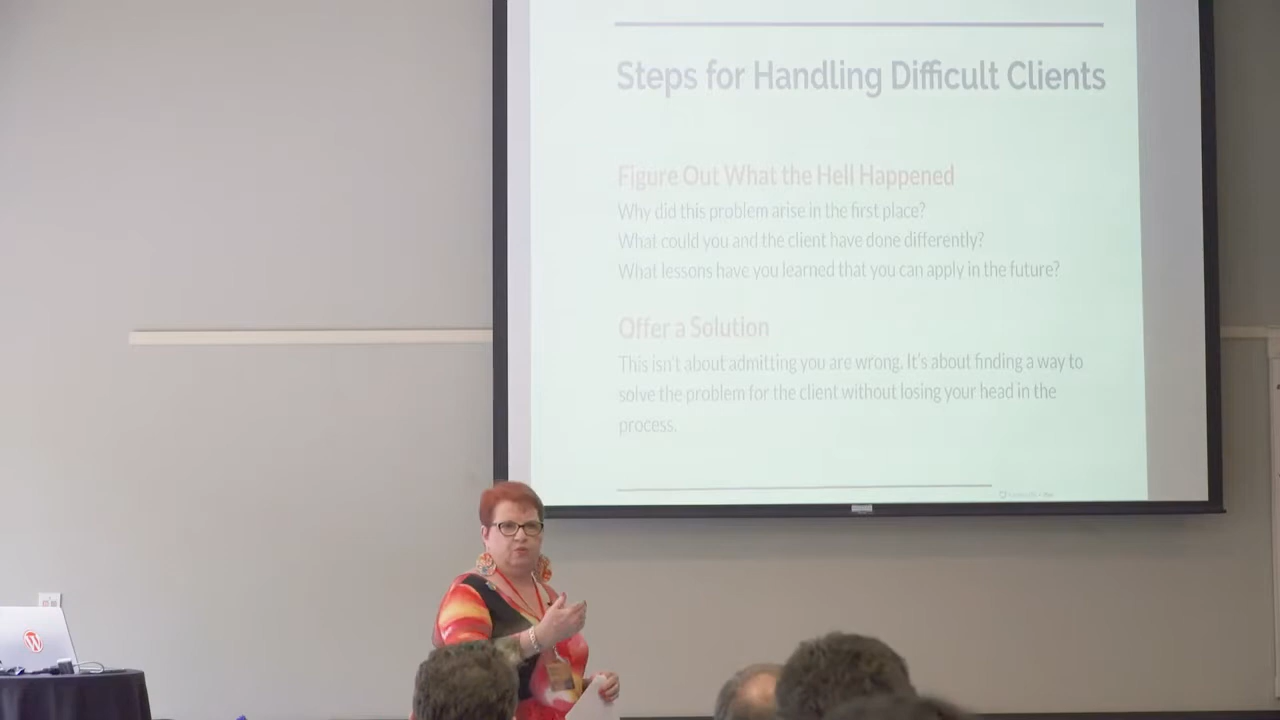 Steps for Handling Difficult Clients
Figure Out What the Hell Happened
Why did this problem arise in the first place?
What could you and the client have done differently?
What lessons have you learned that you can apply in the future?
Offer a Solution
This isn't about admitting you are wrong. It's about finding a way to
solve the problem for the client without losing your head in the
process.